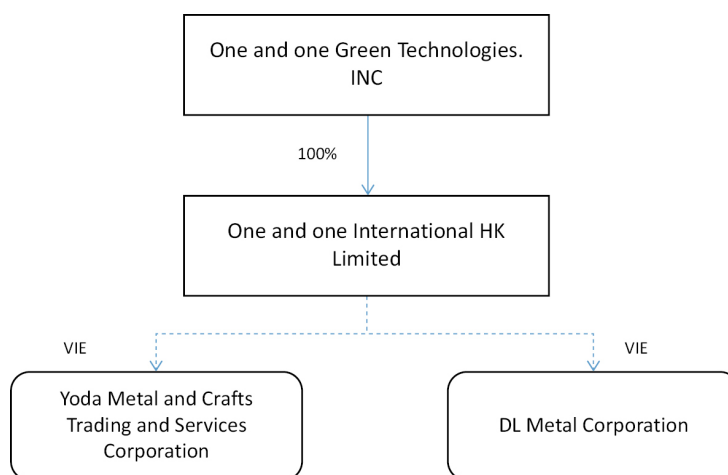 One and one Green Technologies.
INC
100%
One and one International HK
Limited
VIE
VIE
Yoda Metal and Crafts
Trading and Services
Corporation
DL Metal Corporation